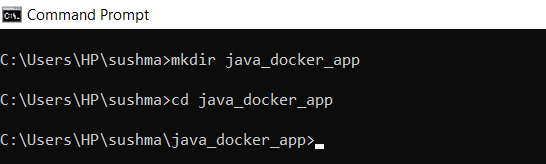 Command Prompt
C:\Users\HP\sushma>mkdir java_docker_app
C:\Users\HP\sushma>cd java_docker_app
C:\Users\HP\sushma\java_docker_app>